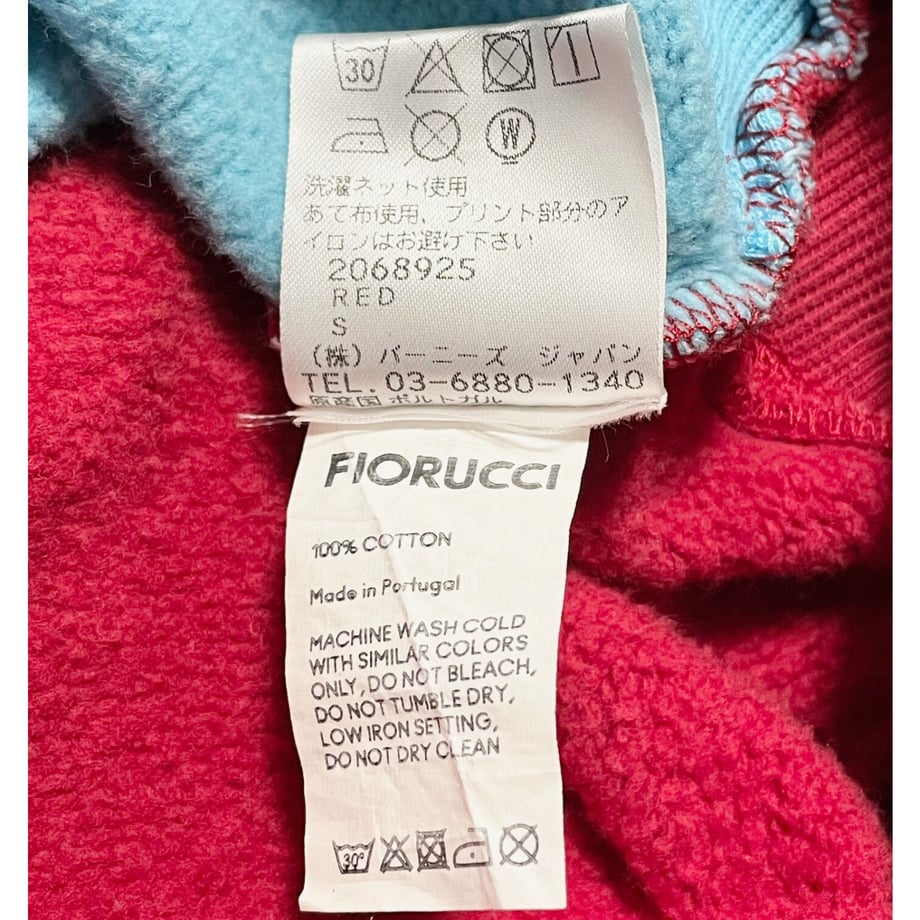 30
W
洗濯ネット使用
あて布使用、プリント部分のア
イロンはお避け下さい
2068925
RED
S
(株) バーニーズ ジャパン
TEL. 03-6880-1340
原産国 ポルトガル
FIORUCCI
100% COTTON
Made in Portugal
MACHINE WASH COLD
WITH SIMILAR COLORS
ONLY, DO NOT BLEACH,
DO NOT TUMBLE DRY,
LOW IRON SETTING,
DO NOT DRY CLEAN
30°